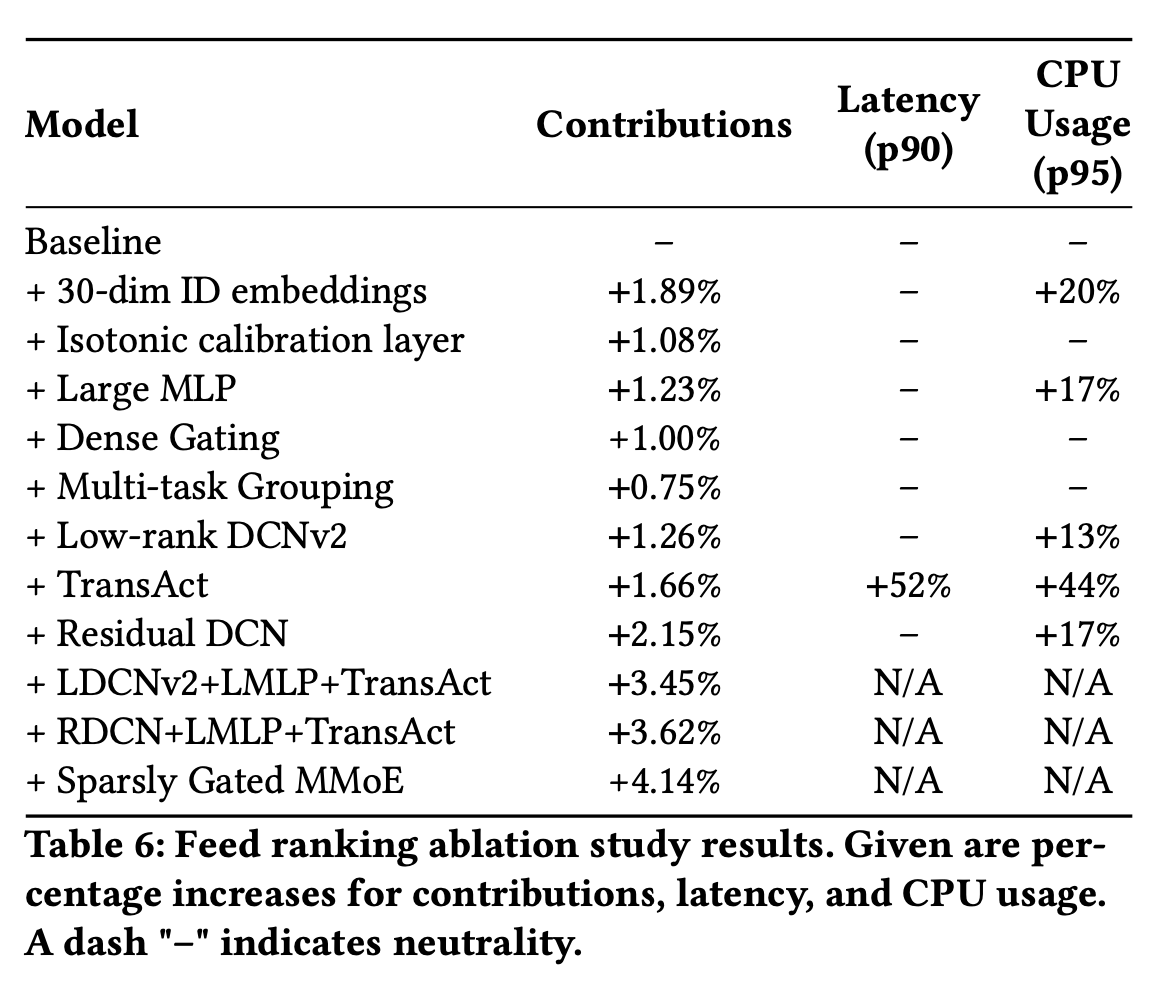 Model Contributions Latency (p90) CPU Usage (p95)
Baseline – – –
+ 30-dim ID embeddings +1.89% – +20%
+ Isotonic calibration layer +1.08% – –
+ Large MLP +1.23% – +17%
+ Dense Gating +1.00% – –
+ Multi-task Grouping +0.75% – –
+ Low-rank DCNv2 +1.26% – +13%
+ TransAct +1.66% +52% +44%
+ Residual DCN +2.15% – +17%
+ LDCNv2+LMLP+TransAct +3.45% N/A N/A
+ RDCN+LMLP+TransAct +3.62% N/A N/A
+ Sparsly Gated MMoE +4.14% N/A N/A
Table 6: Feed ranking ablation study results. Given are per-
centage increases for contributions, latency, and CPU usage.
A dash "–" indicates neutrality.